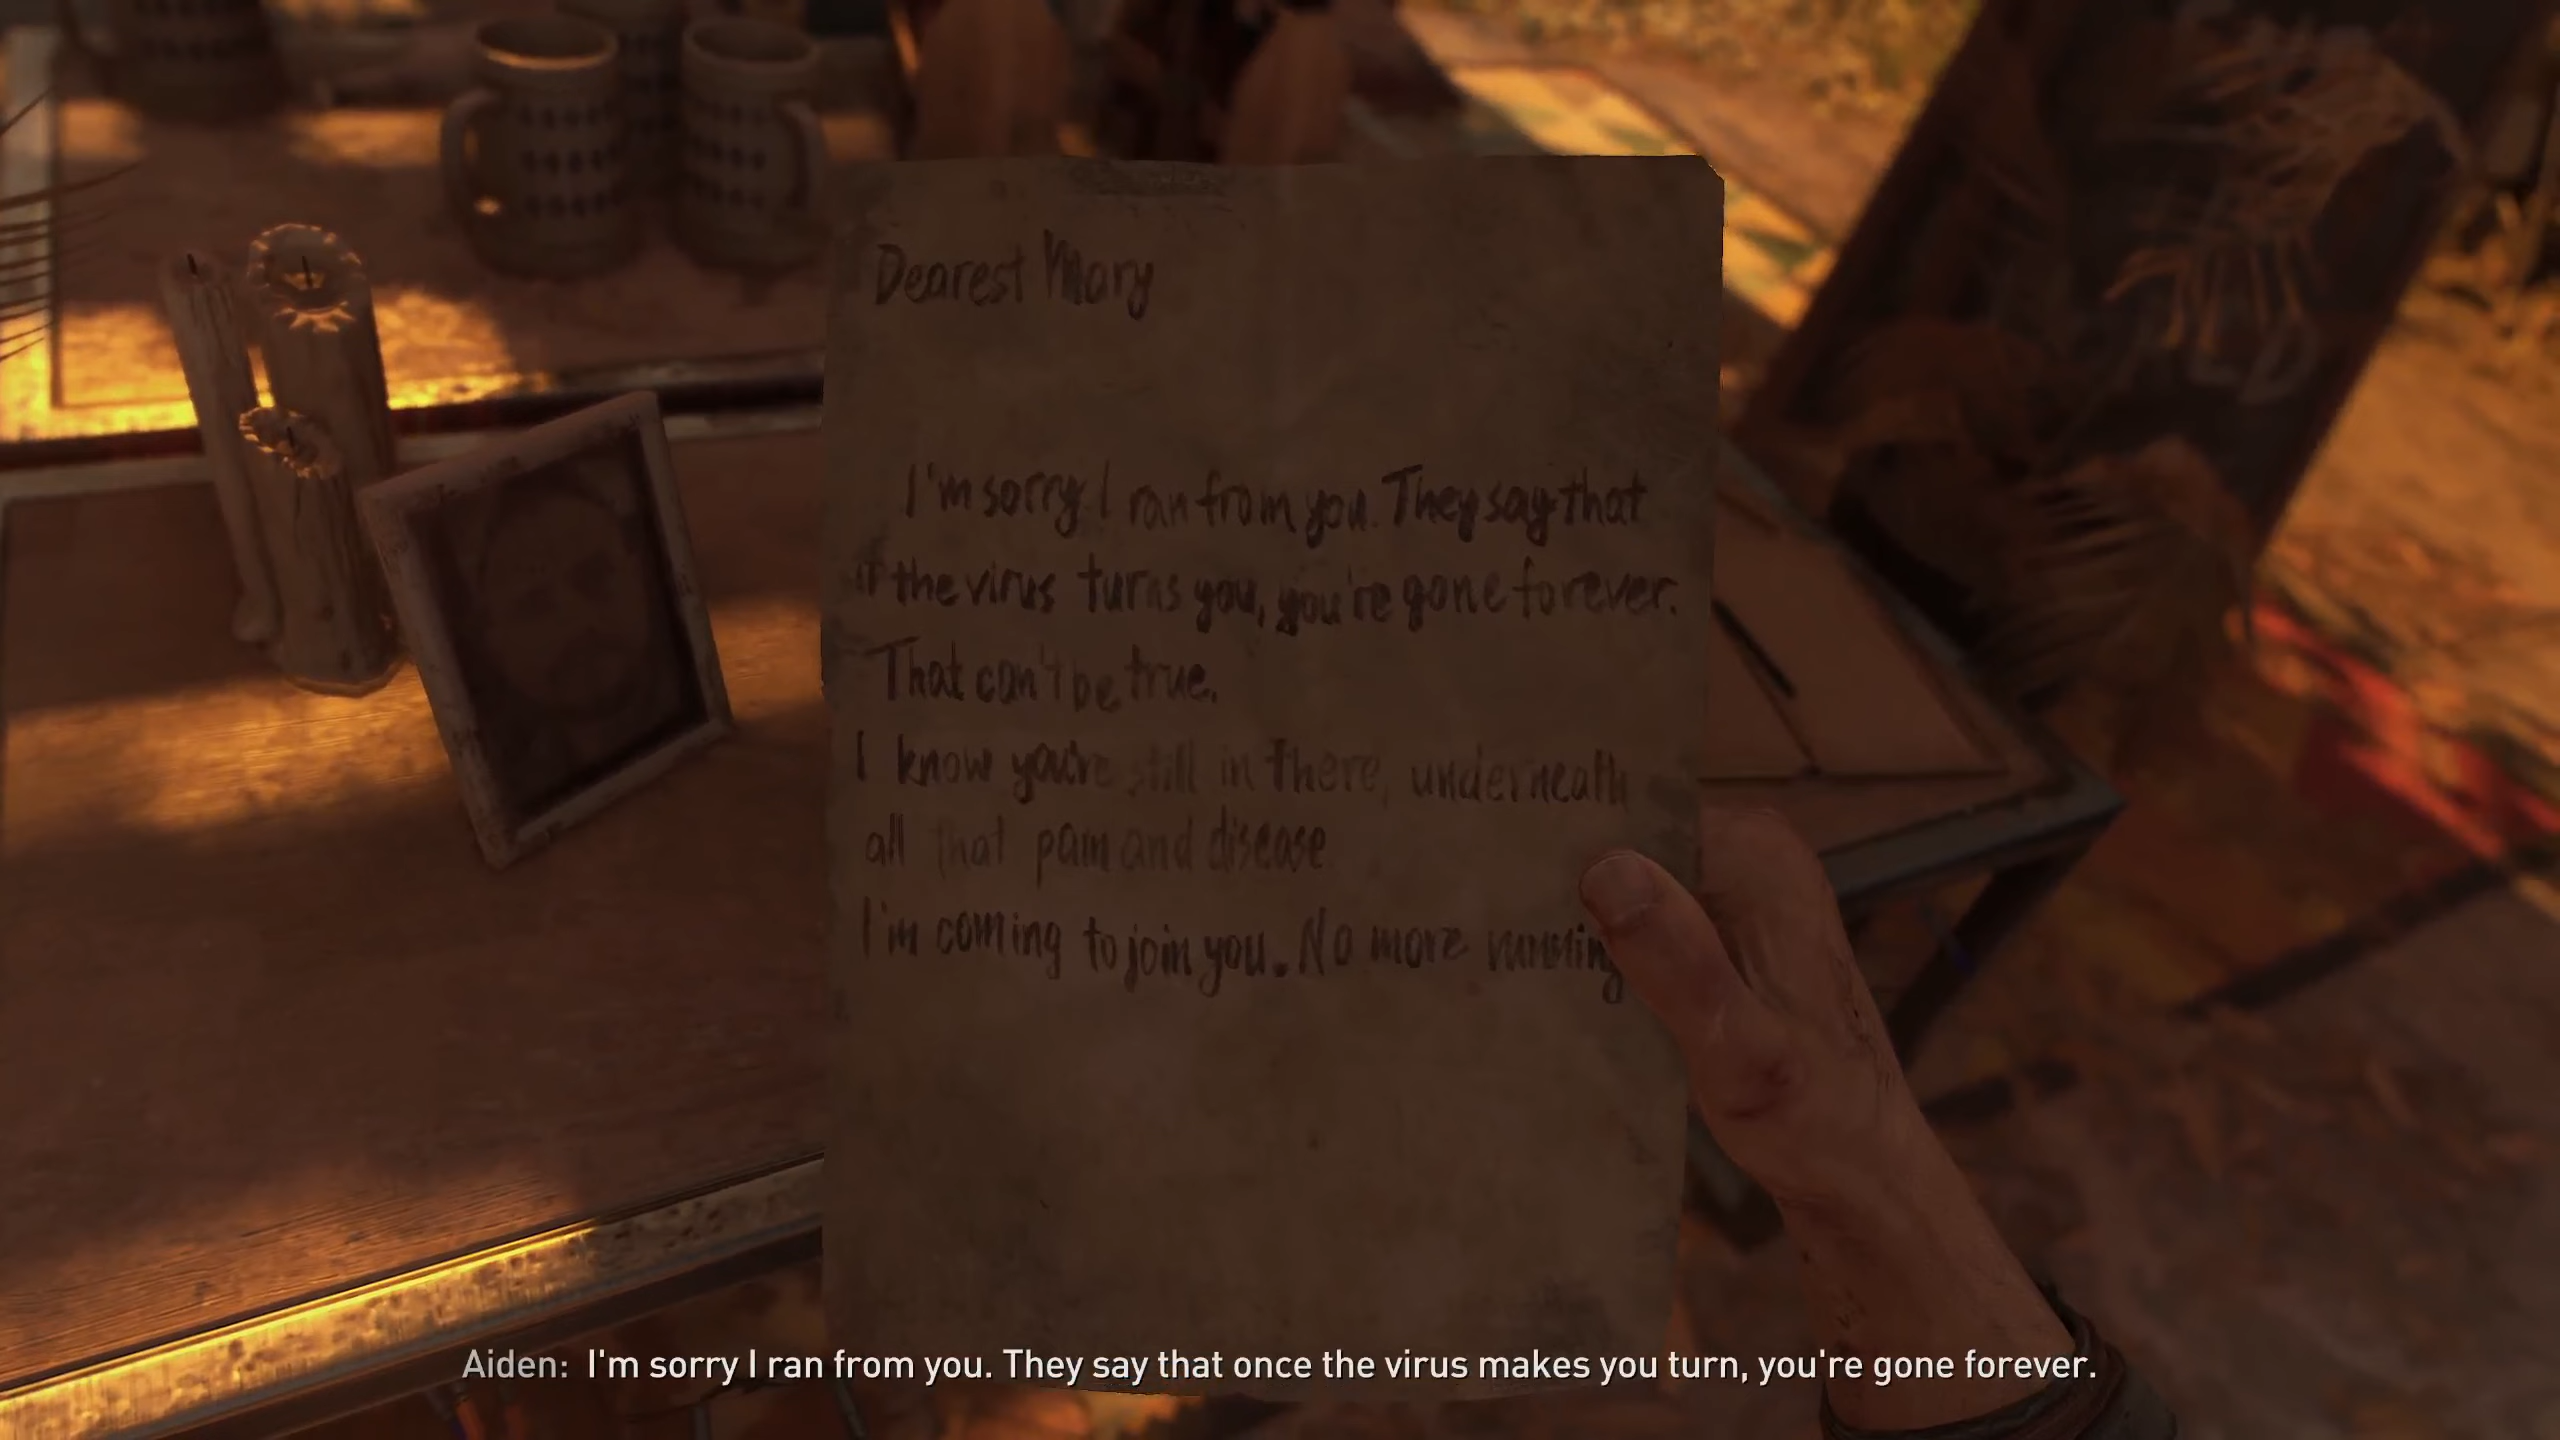 Dearest Mary
I'm sorry I ran from you. They say that
if the virus turns you, you're gone forever.
That can't be true.
I know you're still in there, underneath
all that pain and disease
I'm coming to join you. No more running
Aiden: I'm sorry I ran from you. They say that once the virus makes you turn, you're gone forever.